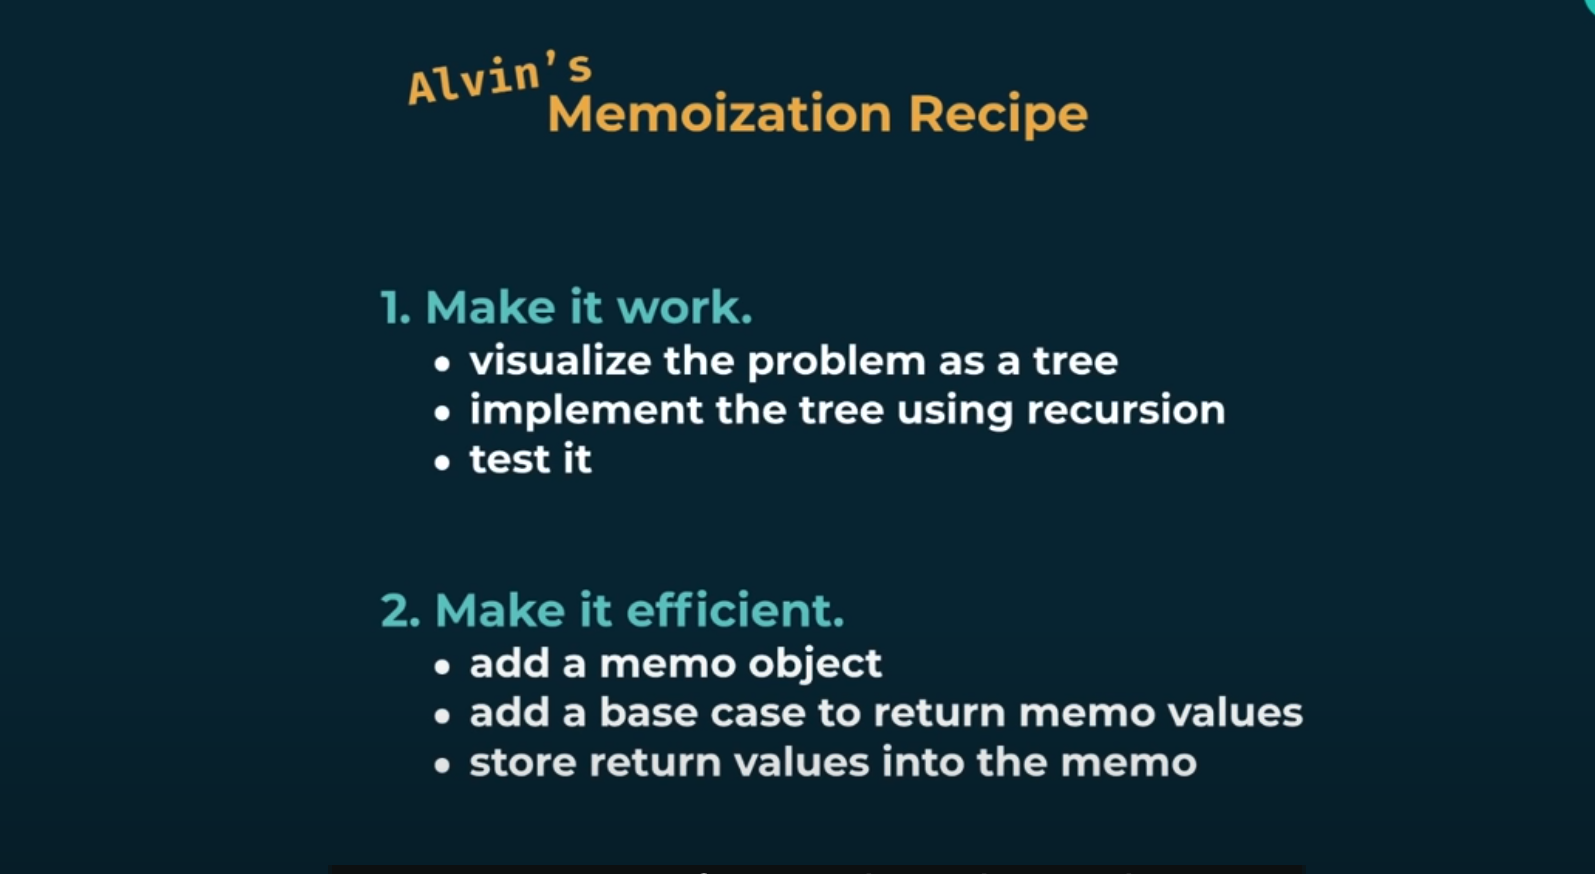 Alvin's
Memoization Recipe
1. Make it work.
• visualize the problem as a tree
• implement the tree using recursion
• test it
2. Make it efficient.
• add a memo object
• add a base case to return memo values
• store return values into the memo